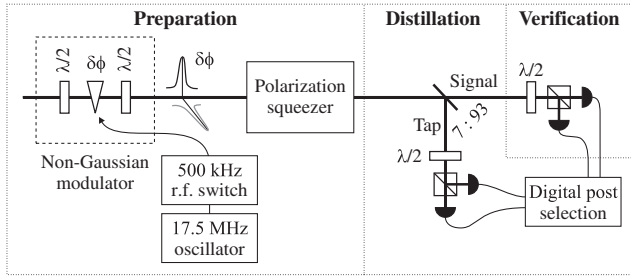 Preparation
Distillation
Verification
λ/2
δϕ
λ/2
δϕ
Non-Gaussian
modulator
500 kHz
r.f. switch
17.5 MHz
oscillator
Polarization
squeezer
Signal
Tap
7 : 93
λ/2
λ/2
Digital post
selection